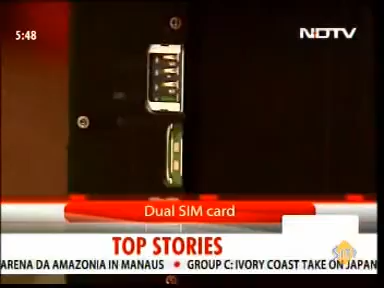 5:48
NDTV
Dual SIM card
TOP STORIES
ARENA DA AMAZONIA IN MANAUS • GROUP C: IVORY COAST TAKE ON JAPAN